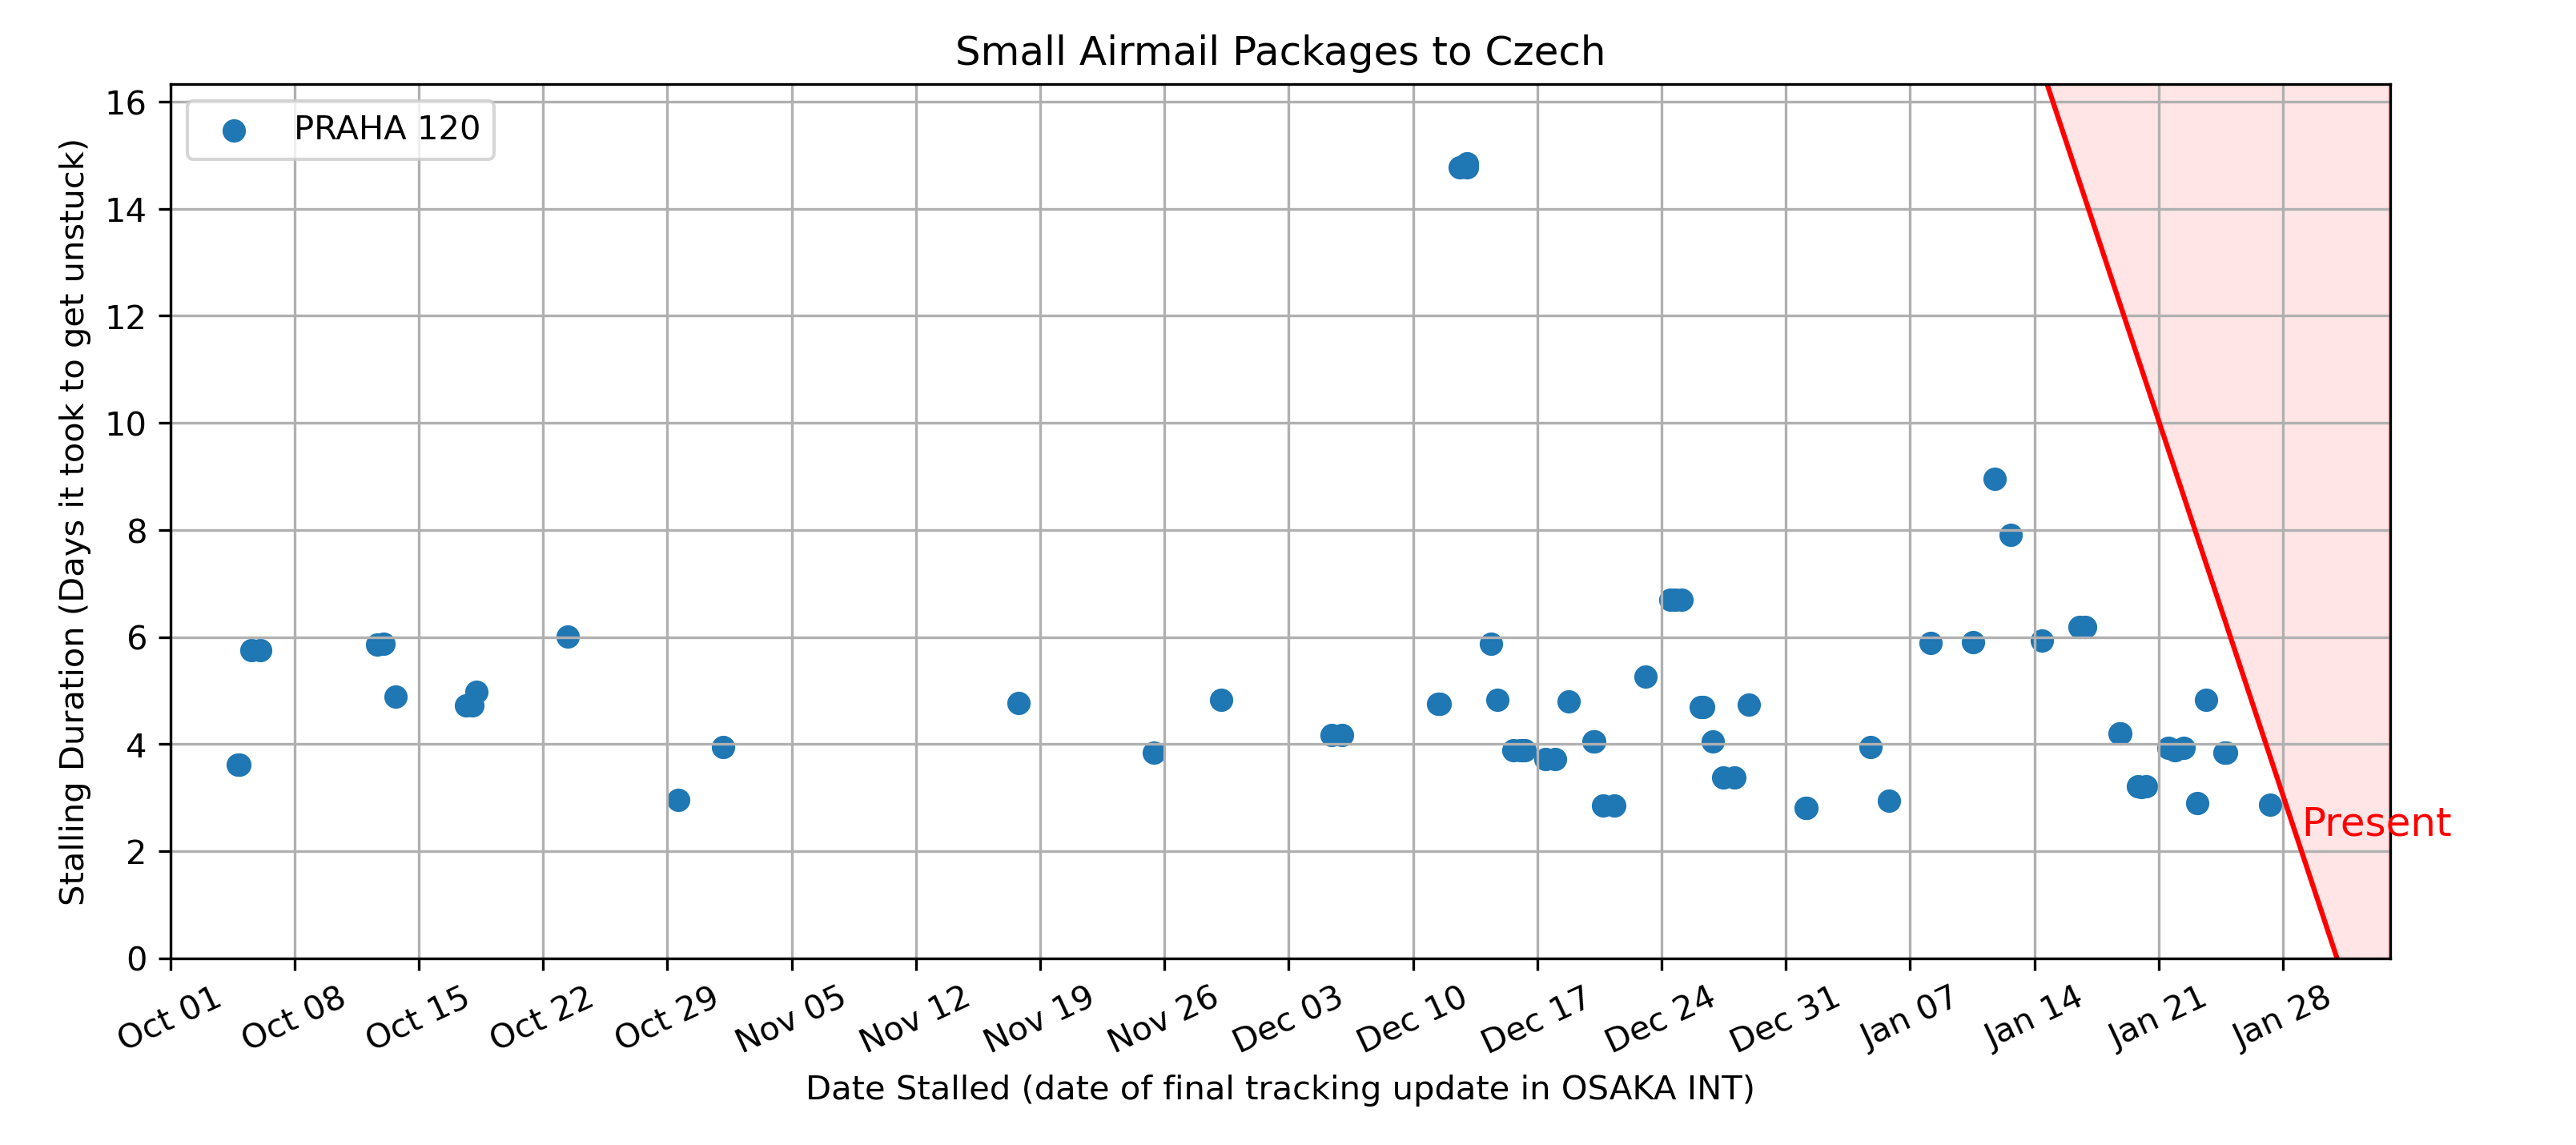 Small Airmail Packages to Czech
PRAHA 120
Stalling Duration (Days it took to get unstuck)
16
14
12
10
8
6
4
2
0
Present
Oct 01
Oct 08
Oct 15
Oct 22
Oct 29
Nov 05
Nov 12
Nov 19
Nov 26
Dec 03
Dec 10
Dec 17
Dec 24
Dec 31
Jan 07
Jan 14
Jan 21
Jan 28
Date Stalled (date of final tracking update in OSAKA INT)